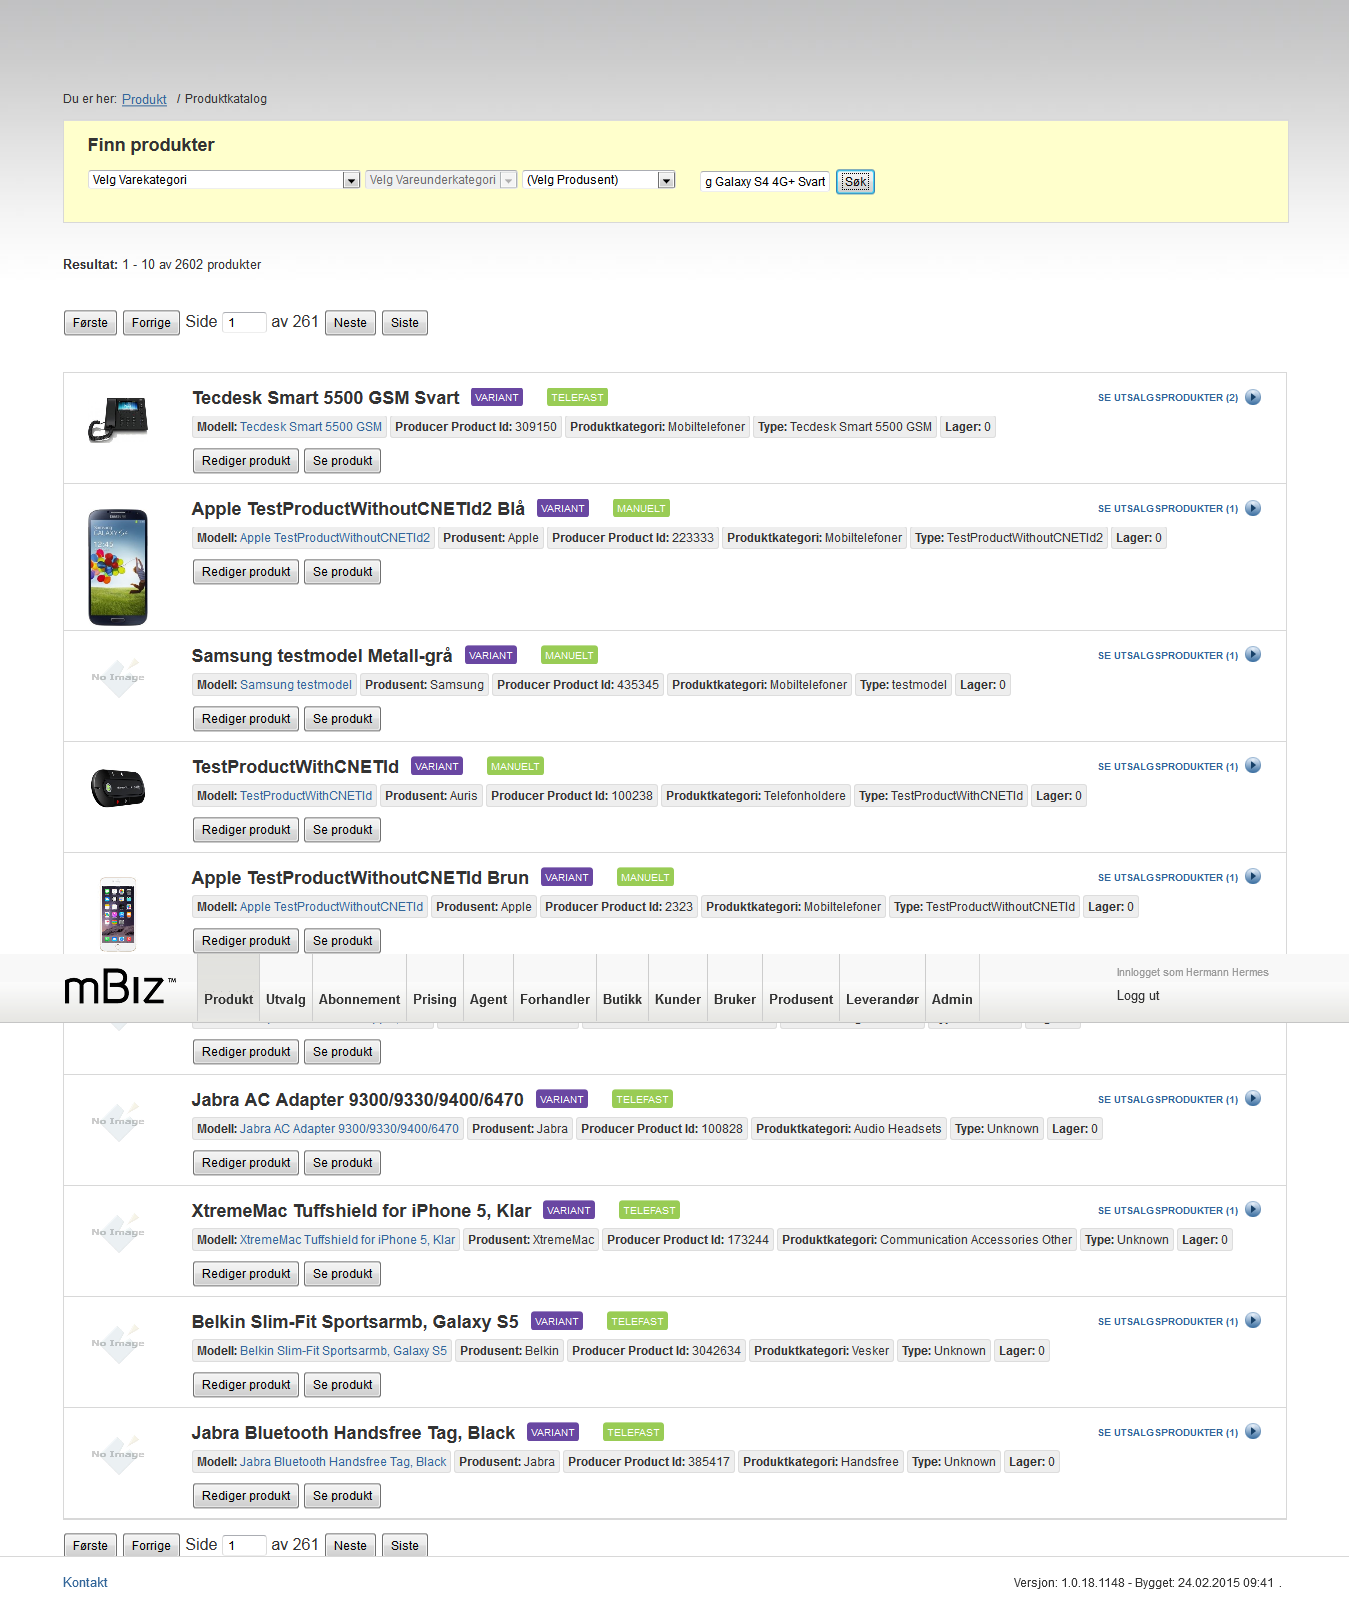 Du er her: Produkt / Produktkatalog
Finn produkter
Velg Varekategori Velg Vareunderkategori (Velg Produsent) g Galaxy S4 4G+ Svart Søk
Resultat: 1 - 10 av 2602 produkter
Første Forrige Side 1 av 261 Neste Siste
Tecdesk Smart 5500 GSM Svart VARIANT TELEFAST SE UTSALGSPRODUKTER (2)
Modell: Tecdesk Smart 5500 GSM Producer Product Id: 309150 Produktkategori: Mobiltelefoner Type: Tecdesk Smart 5500 GSM Lager: 0
Rediger produkt Se produkt
Apple TestProductWithoutCNETId2 Blå VARIANT MANUELT SE UTSALGSPRODUKTER (1)
Modell: Apple TestProductWithoutCNETId2 Produsent: Apple Producer Product Id: 223333 Produktkategori: Mobiltelefoner Type: TestProductWithoutCNETId2 Lager: 0
Rediger produkt Se produkt
Samsung testmodel Metall-grå VARIANT MANUELT SE UTSALGSPRODUKTER (1)
No Image
Modell: Samsung testmodel Produsent: Samsung Producer Product Id: 435345 Produktkategori: Mobiltelefoner Type: testmodel Lager: 0
Rediger produkt Se produkt
TestProductWithCNETId VARIANT MANUELT SE UTSALGSPRODUKTER (1)
Modell: TestProductWithCNETId Produsent: Auris Producer Product Id: 100238 Produktkategori: Telefonholdere Type: TestProductWithCNETId Lager: 0
Rediger produkt Se produkt
Apple TestProductWithoutCNETId Brun VARIANT MANUELT SE UTSALGSPRODUKTER (1)
Modell: Apple TestProductWithoutCNETId Produsent: Apple Producer Product Id: 2323 Produktkategori: Mobiltelefoner Type: TestProductWithoutCNETId Lager: 0
Rediger produkt Se produkt
mBiz™ Produkt Utvalg Abonnement Prising Agent Forhandler Butikk Kunder Bruker Produsent Leverandør Admin
Innlogget som Hermann Hermes
Logg ut
Rediger produkt Se produkt
Jabra AC Adapter 9300/9330/9400/6470 VARIANT TELEFAST SE UTSALGSPRODUKTER (1)
No Image
Modell: Jabra AC Adapter 9300/9330/9400/6470 Produsent: Jabra Producer Product Id: 100828 Produktkategori: Audio Headsets Type: Unknown Lager: 0
Rediger produkt Se produkt
XtremeMac Tuffshield for iPhone 5, Klar VARIANT TELEFAST SE UTSALGSPRODUKTER (1)
No Image
Modell: XtremeMac Tuffshield for iPhone 5, Klar Produsent: XtremeMac Producer Product Id: 173244 Produktkategori: Communication Accessories Other Type: Unknown Lager: 0
Rediger produkt Se produkt
Belkin Slim-Fit Sportsarmb, Galaxy S5 VARIANT TELEFAST SE UTSALGSPRODUKTER (1)
No Image
Modell: Belkin Slim-Fit Sportsarmb, Galaxy S5 Produsent: Belkin Producer Product Id: 3042634 Produktkategori: Vesker Type: Unknown Lager: 0
Rediger produkt Se produkt
Jabra Bluetooth Handsfree Tag, Black VARIANT TELEFAST SE UTSALGSPRODUKTER (1)
No Image
Modell: Jabra Bluetooth Handsfree Tag, Black Produsent: Jabra Producer Product Id: 385417 Produktkategori: Handsfree Type: Unknown Lager: 0
Rediger produkt Se produkt
Første Forrige Side 1 av 261 Neste Siste
Kontakt Versjon: 1.0.18.1148 - Bygget: 24.02.2015 09:41 .